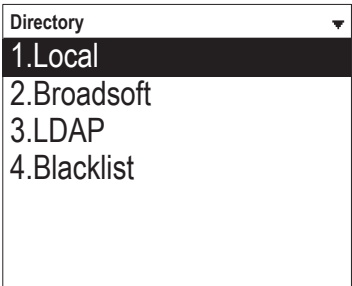 Directory
1.Local
2.Broadsoft
3.LDAP
4.Blacklist